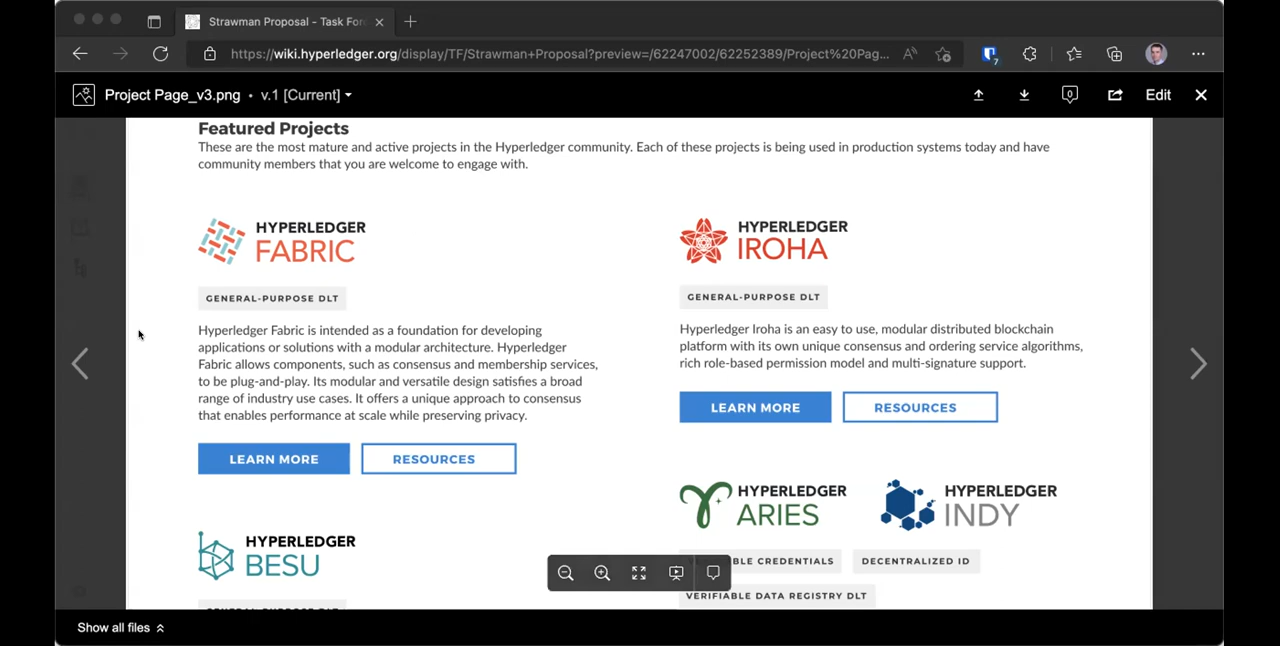 Strawman Proposal - Task For
https://wiki.hyperledger.org/display/TF/Strawman+Proposal?preview=/62247002/62252389/Project%20Pag...
7
Project Page_v3.png • v.1 [Current]
0
Edit
Featured Projects
These are the most mature and active projects in the Hyperledger community. Each of these projects is being used in production systems today and have
community members that you are welcome to engage with.
HYPERLEDGER
FABRIC
GENERAL-PURPOSE DLT
Hyperledger Fabric is intended as a foundation for developing
applications or solutions with a modular architecture. Hyperledger
Fabric allows components, such as consensus and membership services,
to be plug-and-play. Its modular and versatile design satisfies a broad
range of industry use cases. It offers a unique approach to consensus
that enables performance at scale while preserving privacy.
LEARN MORE
RESOURCES
HYPERLEDGER
BESU
HYPERLEDGER
IROHA
GENERAL-PURPOSE DLT
Hyperledger Iroha is an easy to use, modular distributed blockchain
platform with its own unique consensus and ordering service algorithms,
rich role-based permission model and multi-signature support.
LEARN MORE
RESOURCES
HYPERLEDGER
ARIES
HYPERLEDGER
INDY
CREDENTIALS
DECENTRALIZED ID
VERIFIABLE DATA REGISTRY DLT
Show all files